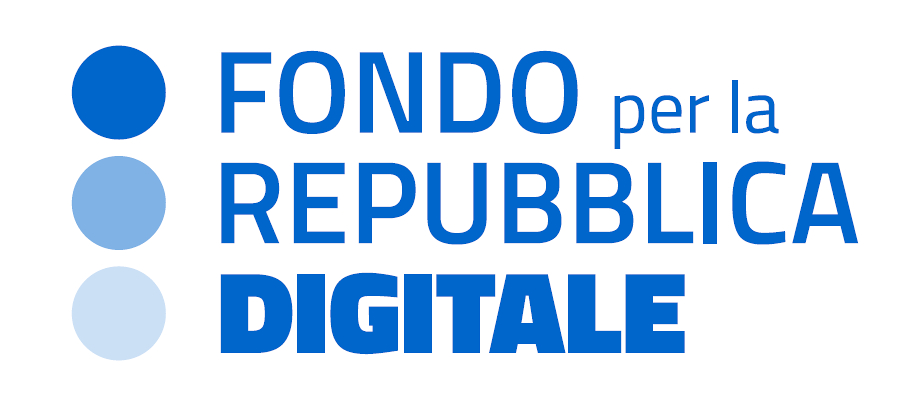 FONDO per la
REPUBBLICA
DIGITALE